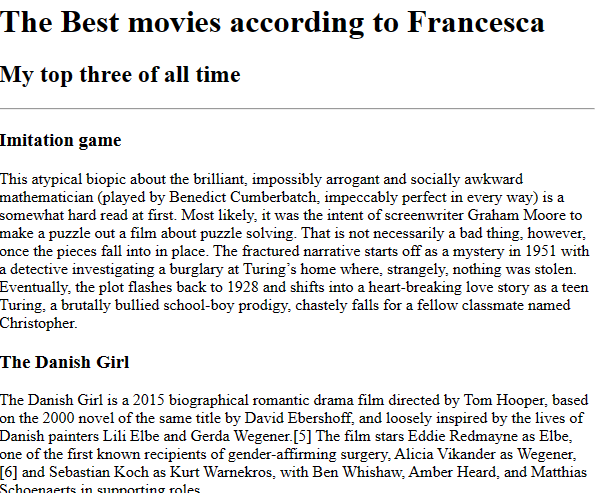 The Best movies according to Francesca
My top three of all time
Imitation game
This atypical biopic about the brilliant, impossibly arrogant and socially awkward
mathematician (played by Benedict Cumberbatch, impeccably perfect in every way) is a
somewhat hard read at first. Most likely, it was the intent of screenwriter Graham Moore to
make a puzzle out a film about puzzle solving. That is not necessarily a bad thing, however,
once the pieces fall into in place. The fractured narrative starts off as a mystery in 1951 with
a detective investigating a burglary at Turing’s home where, strangely, nothing was stolen.
Eventually, the plot flashes back to 1928 and shifts into a heart-breaking love story as a teen
Turing, a brutally bullied school-boy prodigy, chastely falls for a fellow classmate named
Christopher.
The Danish Girl
The Danish Girl is a 2015 biographical romantic drama film directed by Tom Hooper, based
on the 2000 novel of the same title by David Ebershoff, and loosely inspired by the lives of
Danish painters Lili Elbe and Gerda Wegener.[5] The film stars Eddie Redmayne as Elbe,
one of the first known recipients of gender-affirming surgery, Alicia Vikander as Wegener,
[6] and Sebastian Koch as Kurt Warnekros, with Ben Whishaw, Amber Heard, and Matthias
Schoenaerts in supporting roles.